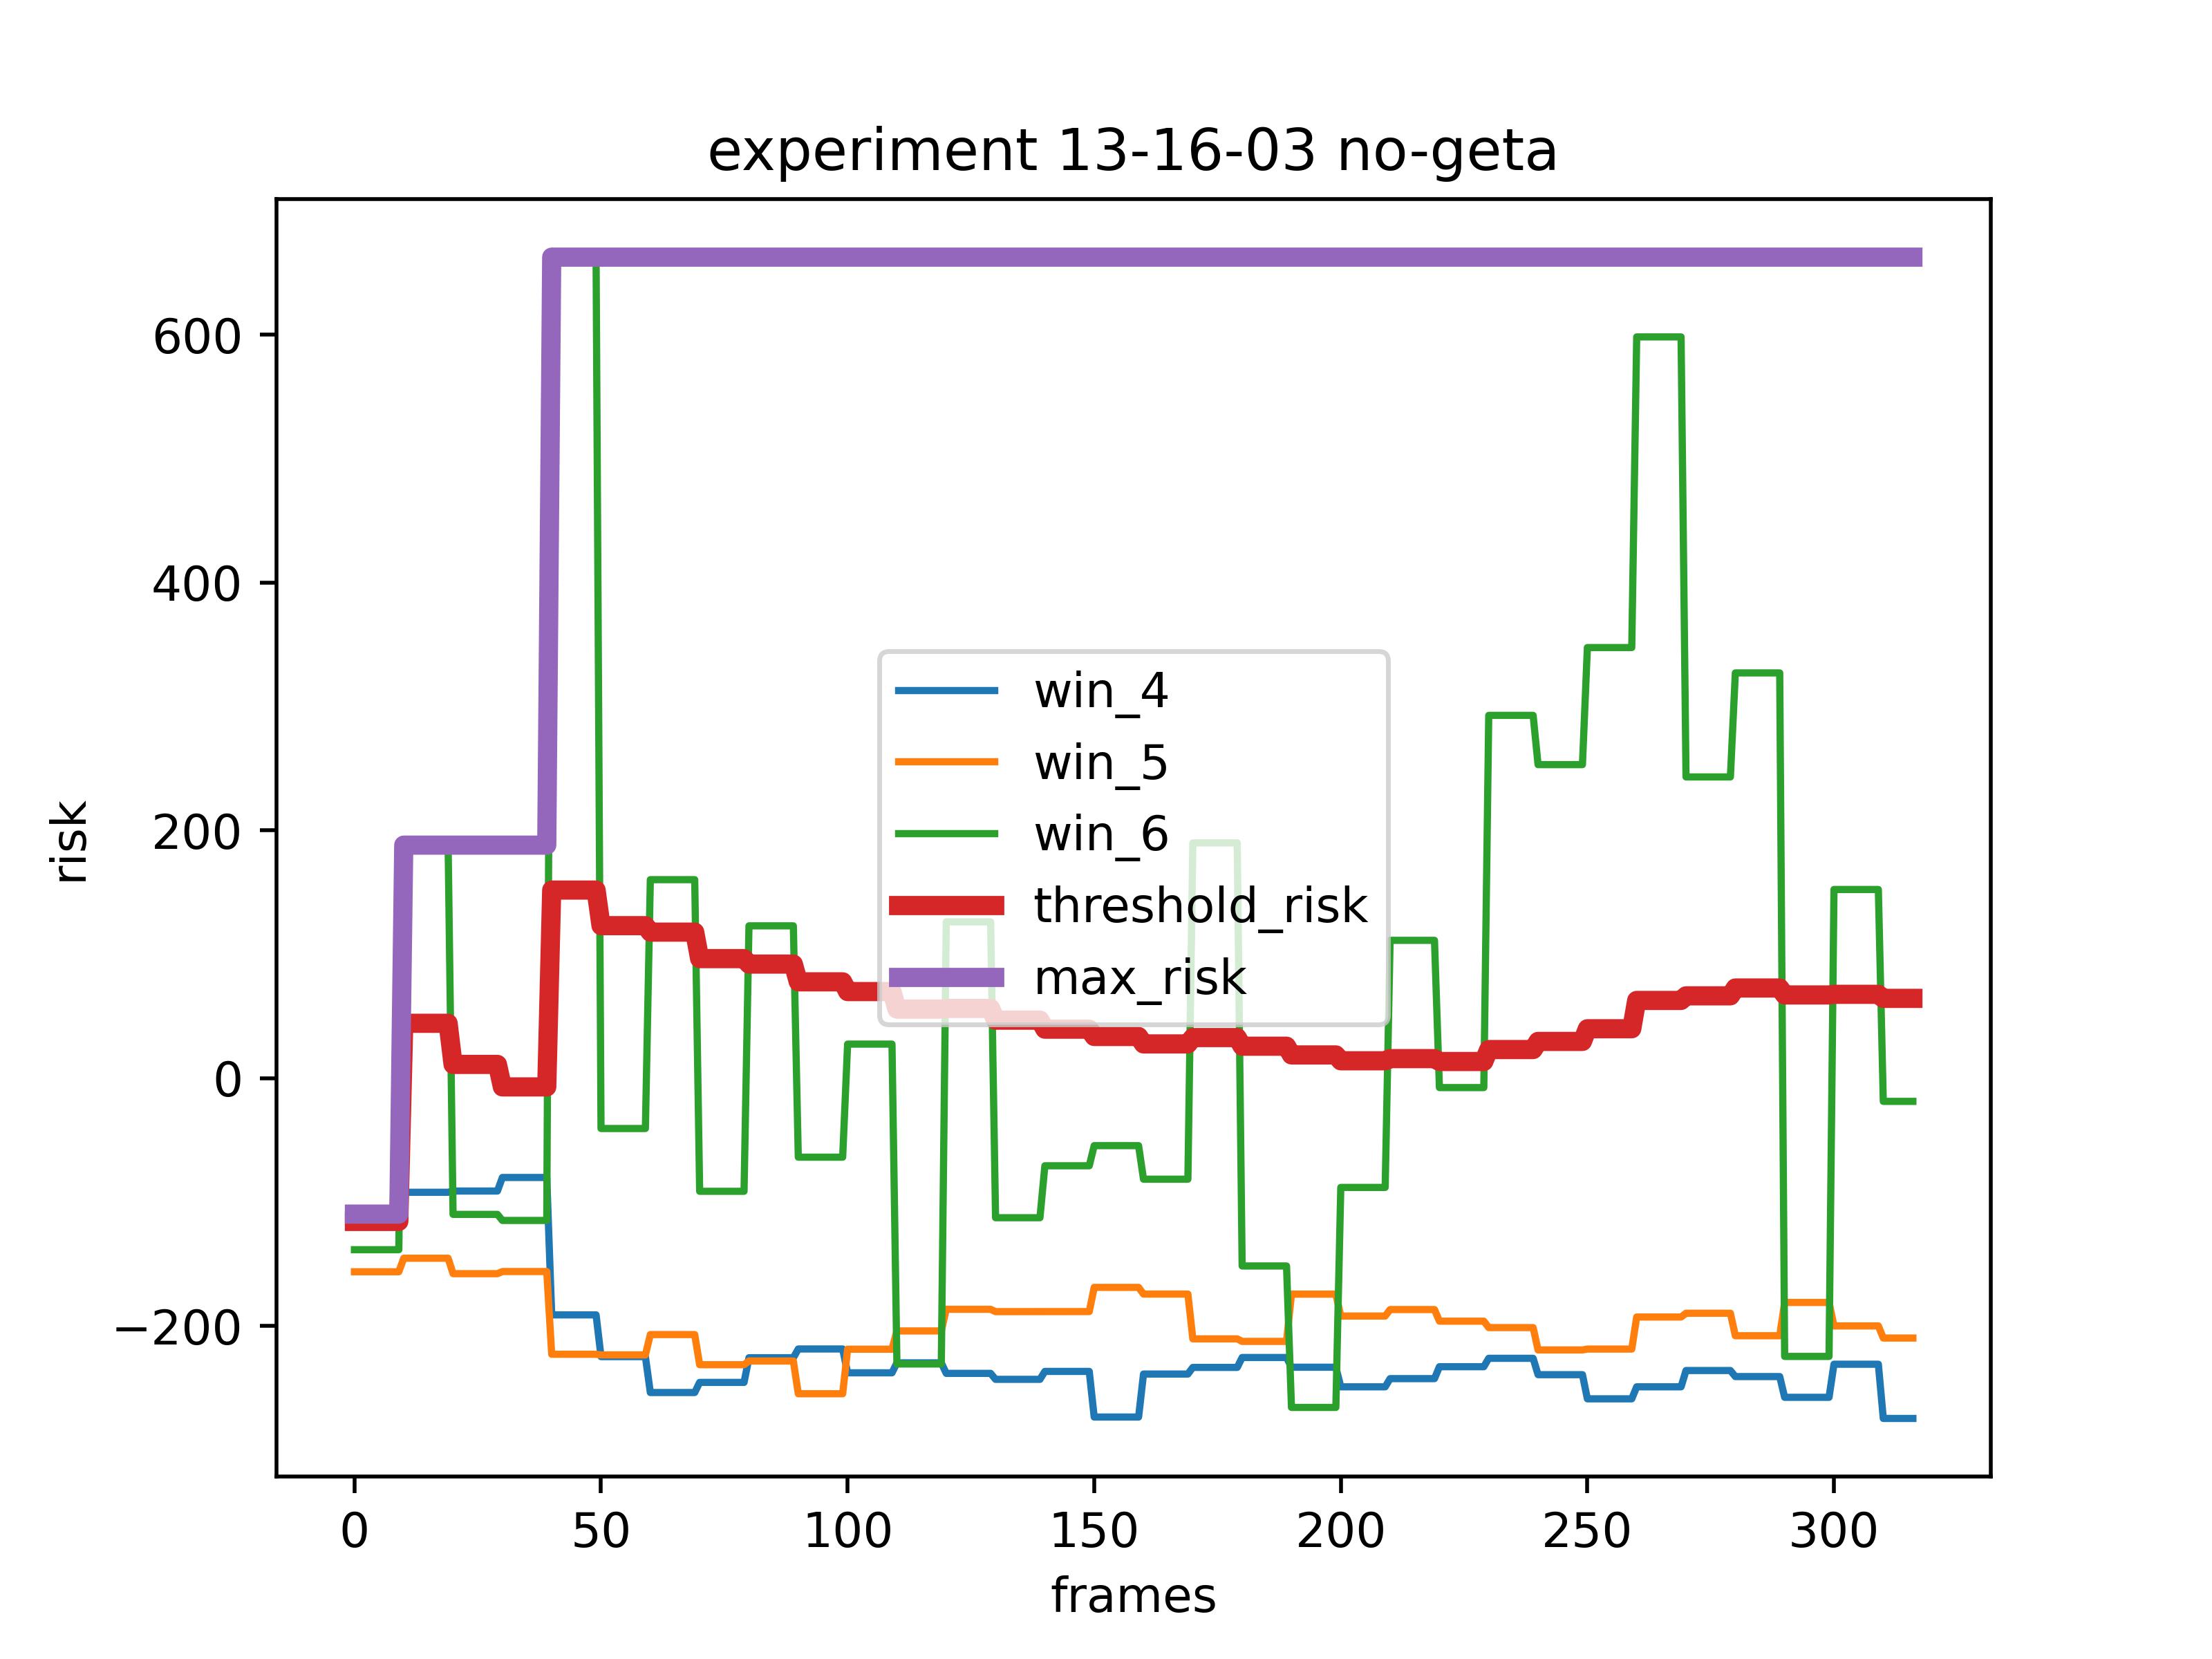 experiment 13-16-03 no-geta
600
400
200
0
−200
risk
win_4
win_5
win_6
threshold_risk
max_risk
0 50 100 150 200 250 300
frames